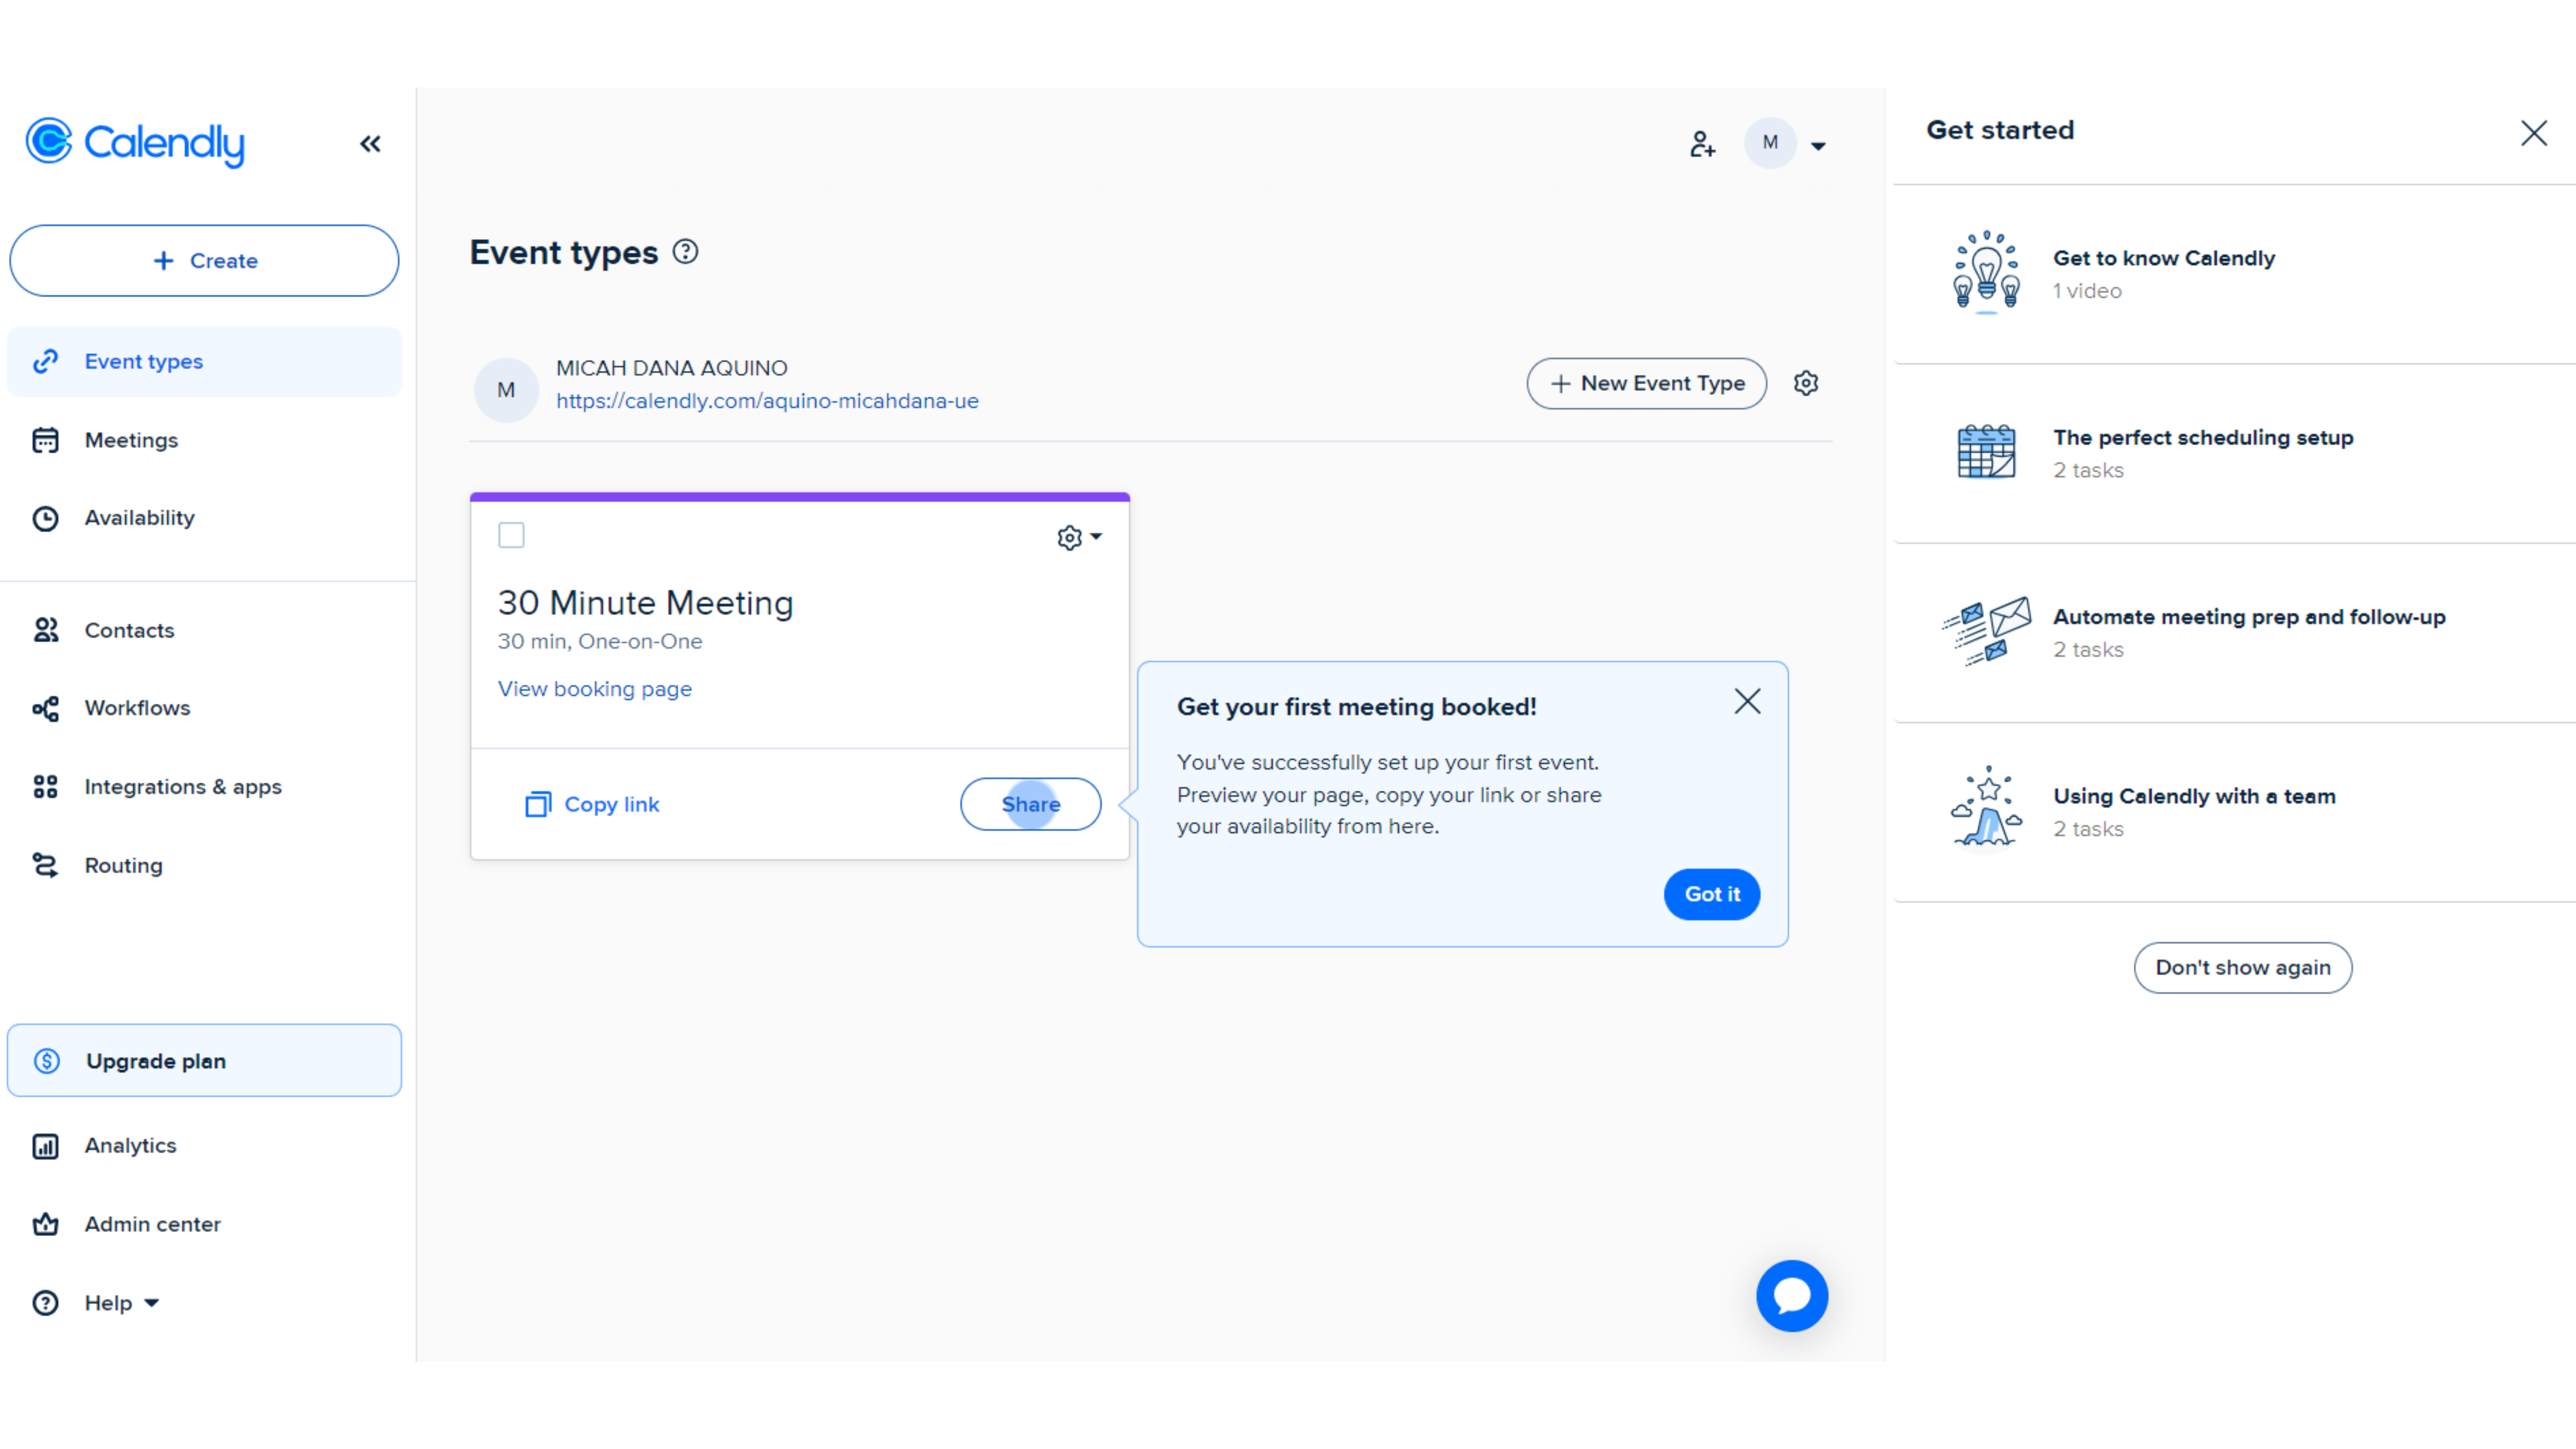 Calendly
+ Create
Event types
Meetings
Availability
Contacts
Workflows
Integrations & apps
Routing
Upgrade plan
Analytics
Admin center
Help
M
Event types
M
MICAH DANA AQUINO
https://calendly.com/aquino-micahdana-ue
+ New Event Type
30 Minute Meeting
30 min, One-on-One
View booking page
Copy link
Share
Get your first meeting booked!
You've successfully set up your first event.
Preview your page, copy your link or share
your availability from here.
Got it
Get started
Get to know Calendly
1 video
The perfect scheduling setup
2 tasks
Automate meeting prep and follow-up
2 tasks
Using Calendly with a team
2 tasks
Don't show again